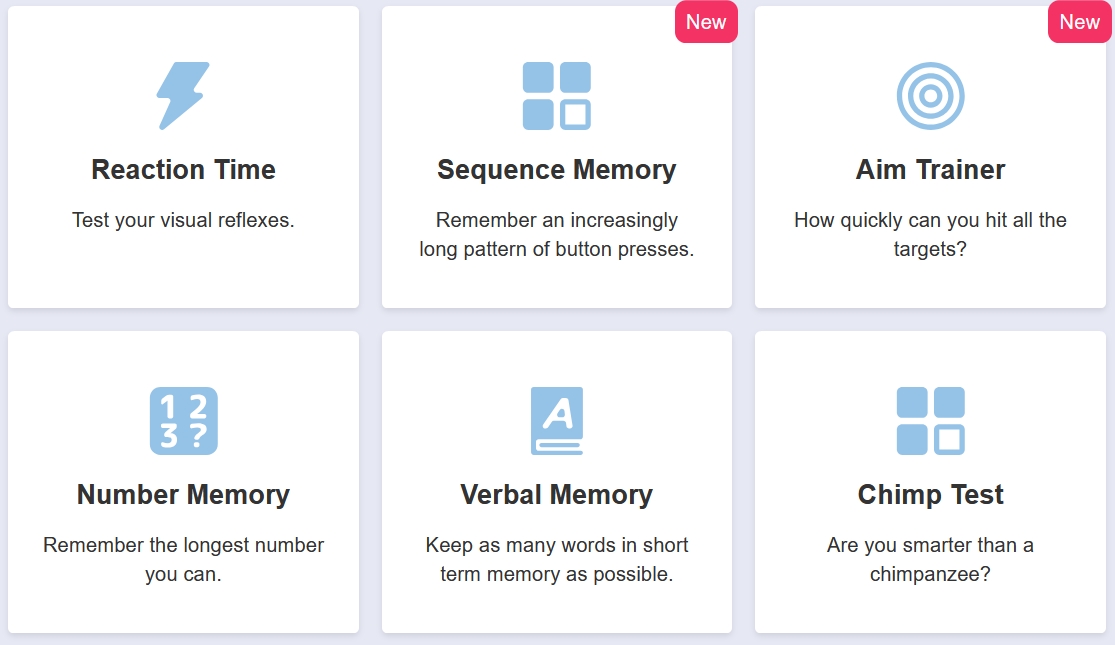 New
New
Reaction Time
Test your visual reflexes.
Sequence Memory
Remember an increasingly
long pattern of button presses.
Aim Trainer
How quickly can you hit all the
targets?
1 2
3 ?
Number Memory
Remember the longest number
you can.
A
Verbal Memory
Keep as many words in short
term memory as possible.
Chimp Test
Are you smarter than a
chimpanzee?